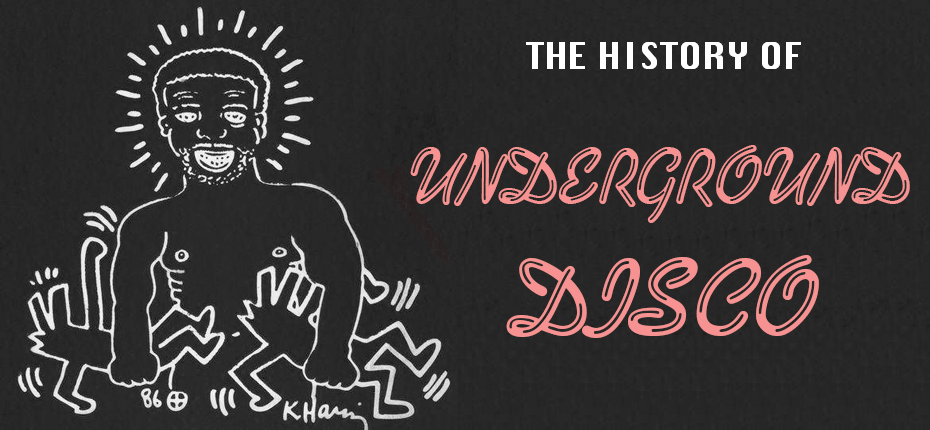 THE HISTORY OF
UNDERGROUND
DISCO
86
K Haring